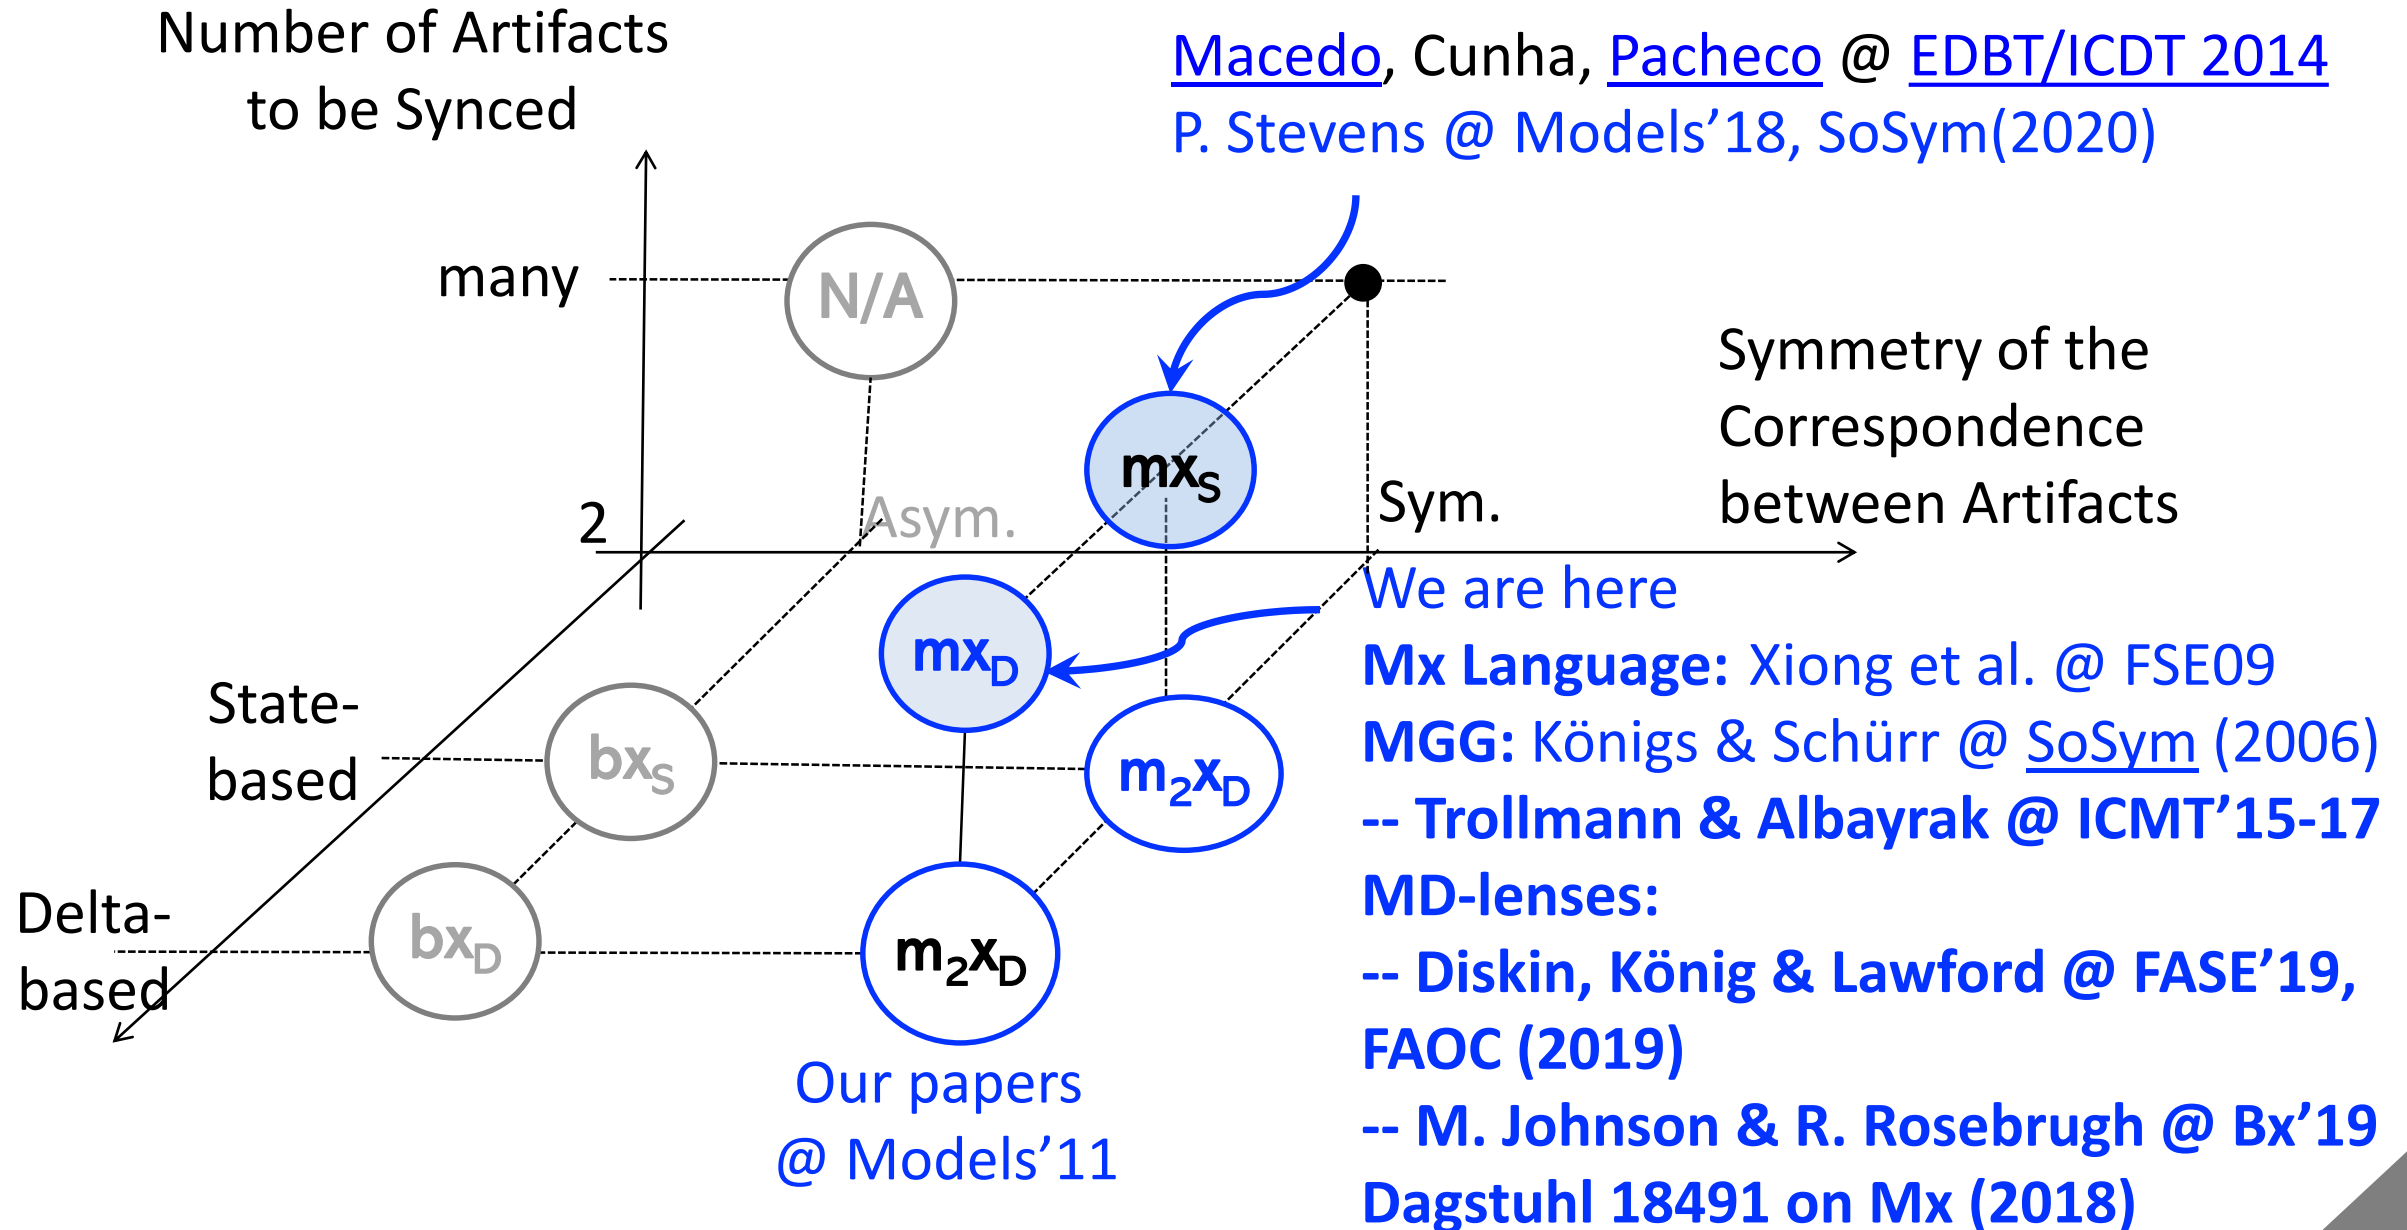 Number of Artifacts
to be Synced
Macedo, Cunha, Pacheco @ EDBT/ICDT 2014
P. Stevens @ Models’18, SoSym(2020)
many
N/A
Symmetry of the
Correspondence
between Artifacts
mxS
2
Asym.
Sym.
We are here
mxD
Mx Language: Xiong et al. @ FSE09
MGG: Königs & Schürr @ SoSym (2006)
-- Trollmann & Albayrak @ ICMT’15-17
MD-lenses:
-- Diskin, König & Lawford @ FASE’19,
FAOC (2019)
-- M. Johnson & R. Rosebrugh @ Bx’19
Dagstuhl 18491 on Mx (2018)
State-
based
bxS
m2xD
Delta-
based
bxD
m2xD
Our papers
@ Models’11